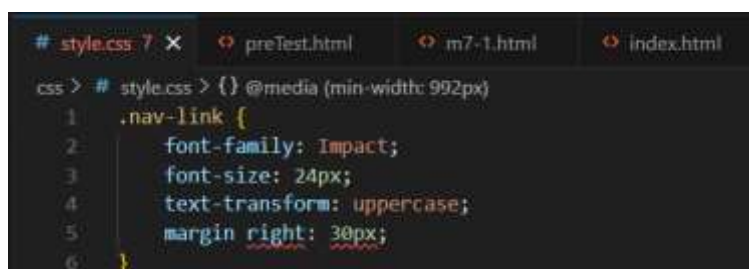 # style.css 7 × <> preTest.html <> m7-1.html <> index.html
css > # style.css > {} @media (min-width: 992px)
1 .nav-link {
2 font-family: Impact;
3 font-size: 24px;
4 text-transform: uppercase;
5 margin right: 30px;
6 }